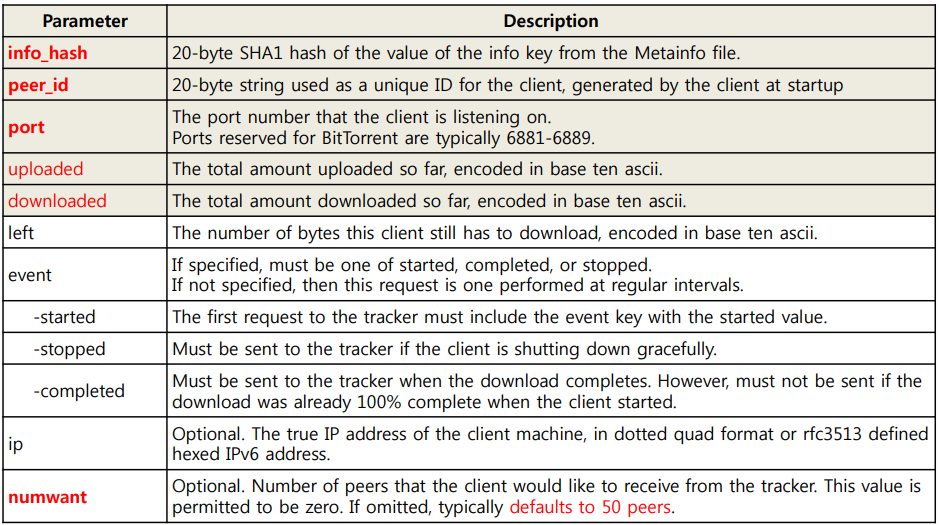 Parameter Description
info_hash 20-byte SHA1 hash of the value of the info key from the Metainfo file.
peer_id 20-byte string used as a unique ID for the client, generated by the client at startup
port The port number that the client is listening on.
Ports reserved for BitTorrent are typically 6881-6889.
uploaded The total amount uploaded so far, encoded in base ten ascii.
downloaded The total amount downloaded so far, encoded in base ten ascii.
left The number of bytes this client still has to download, encoded in base ten ascii.
event If specified, must be one of started, completed, or stopped.
If not specified, then this request is one performed at regular intervals.
-started The first request to the tracker must include the event key with the started value.
-stopped Must be sent to the tracker if the client is shutting down gracefully.
-completed Must be sent to the tracker when the download completes. However, must not be sent if the
download was already 100% complete when the client started.
ip Optional. The true IP address of the client machine, in dotted quad format or rfc3513 defined
hexed IPv6 address.
numwant Optional. Number of peers that the client would like to receive from the tracker. This value is
permitted to be zero. If omitted, typically defaults to 50 peers.